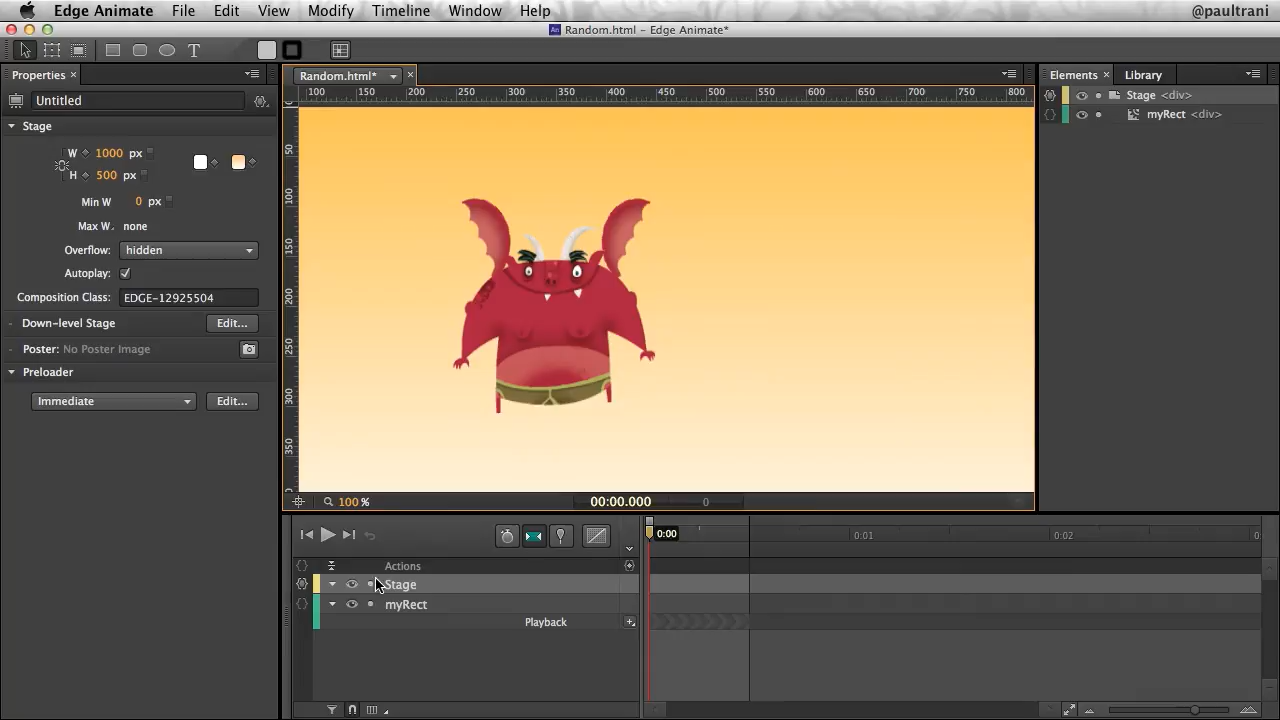 Edge Animate File Edit View Modify Timeline Window Help @paultrani
An Random.html - Edge Animate*
T
Properties × Random.html* × Elements × Library
100 150 200 250 300 350 400 450 500 550 600 650 700 750 800
Untitled
Stage <div>
myRect <div>
Stage
W 1000 px
H 500 px
Min W 0 px
Max W. none
Overflow: hidden
Autoplay:
Composition Class: EDGE-12925504
Down-level Stage Edit...
Poster: No Poster Image
Preloader
Immediate Edit...
0
50
100
150
200
250
300
350
100 % 00:00.000 0
0:00 0:01 0:02 0
Actions
Stage
myRect
Playback